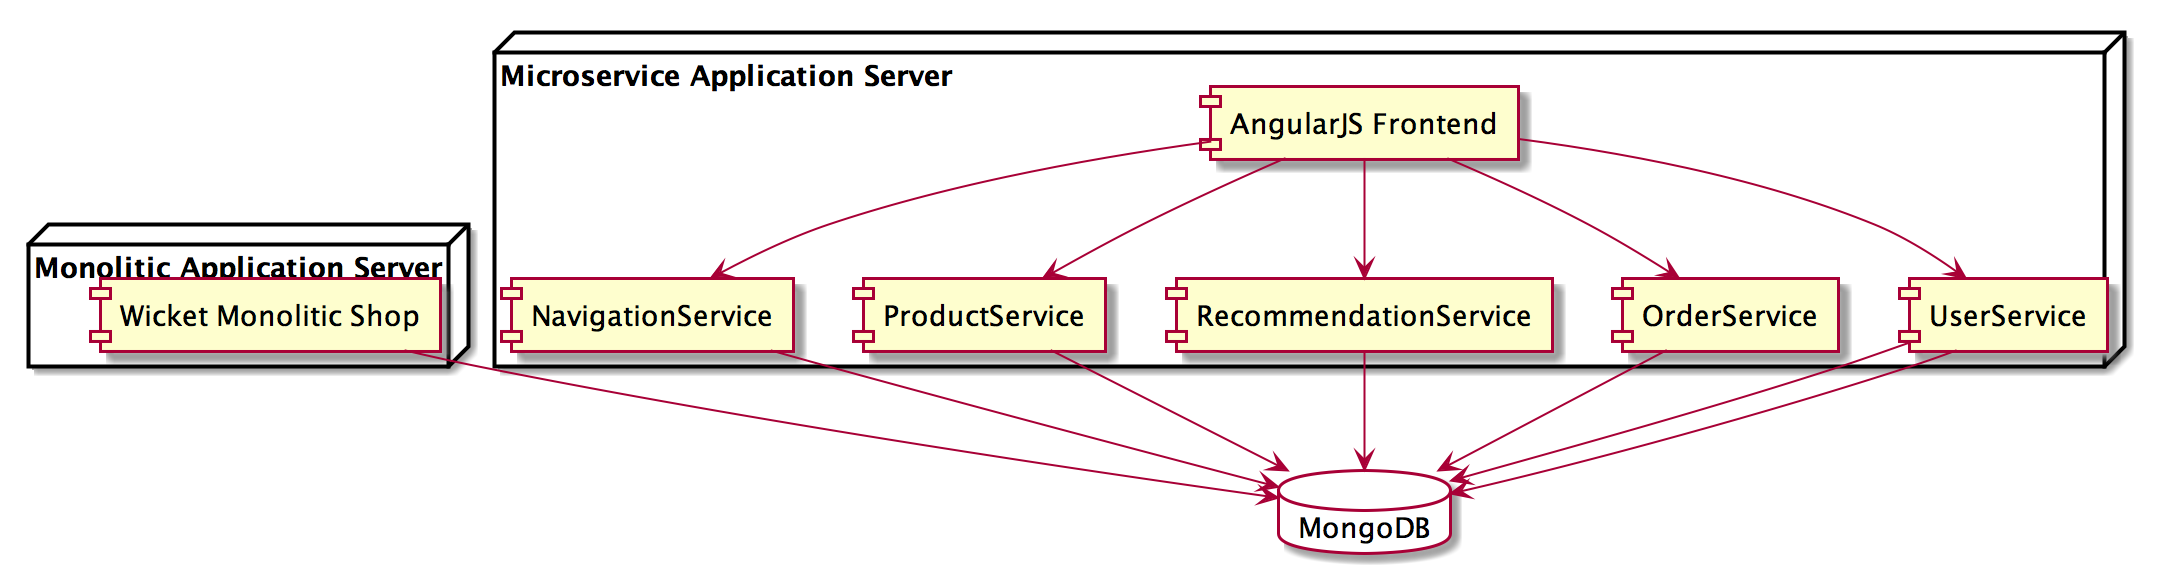 Microservice Application Server
AngularJS Frontend
Monolitic Application Server
Wicket Monolitic Shop
NavigationService
ProductService
RecommendationService
OrderService
UserService
MongoDB